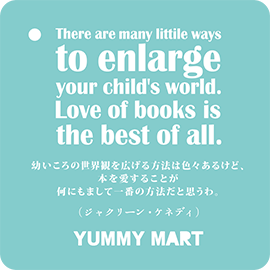 There are many littile ways
to enlarge
your child's world.
Love of books is
the best of all.
幼いころの世界観を広げる方法は色々あるけど、
本を愛することが
何にもまして一番の方法だと思うわ。
（ジャクリーン・ケネディ）
YUMMY MART